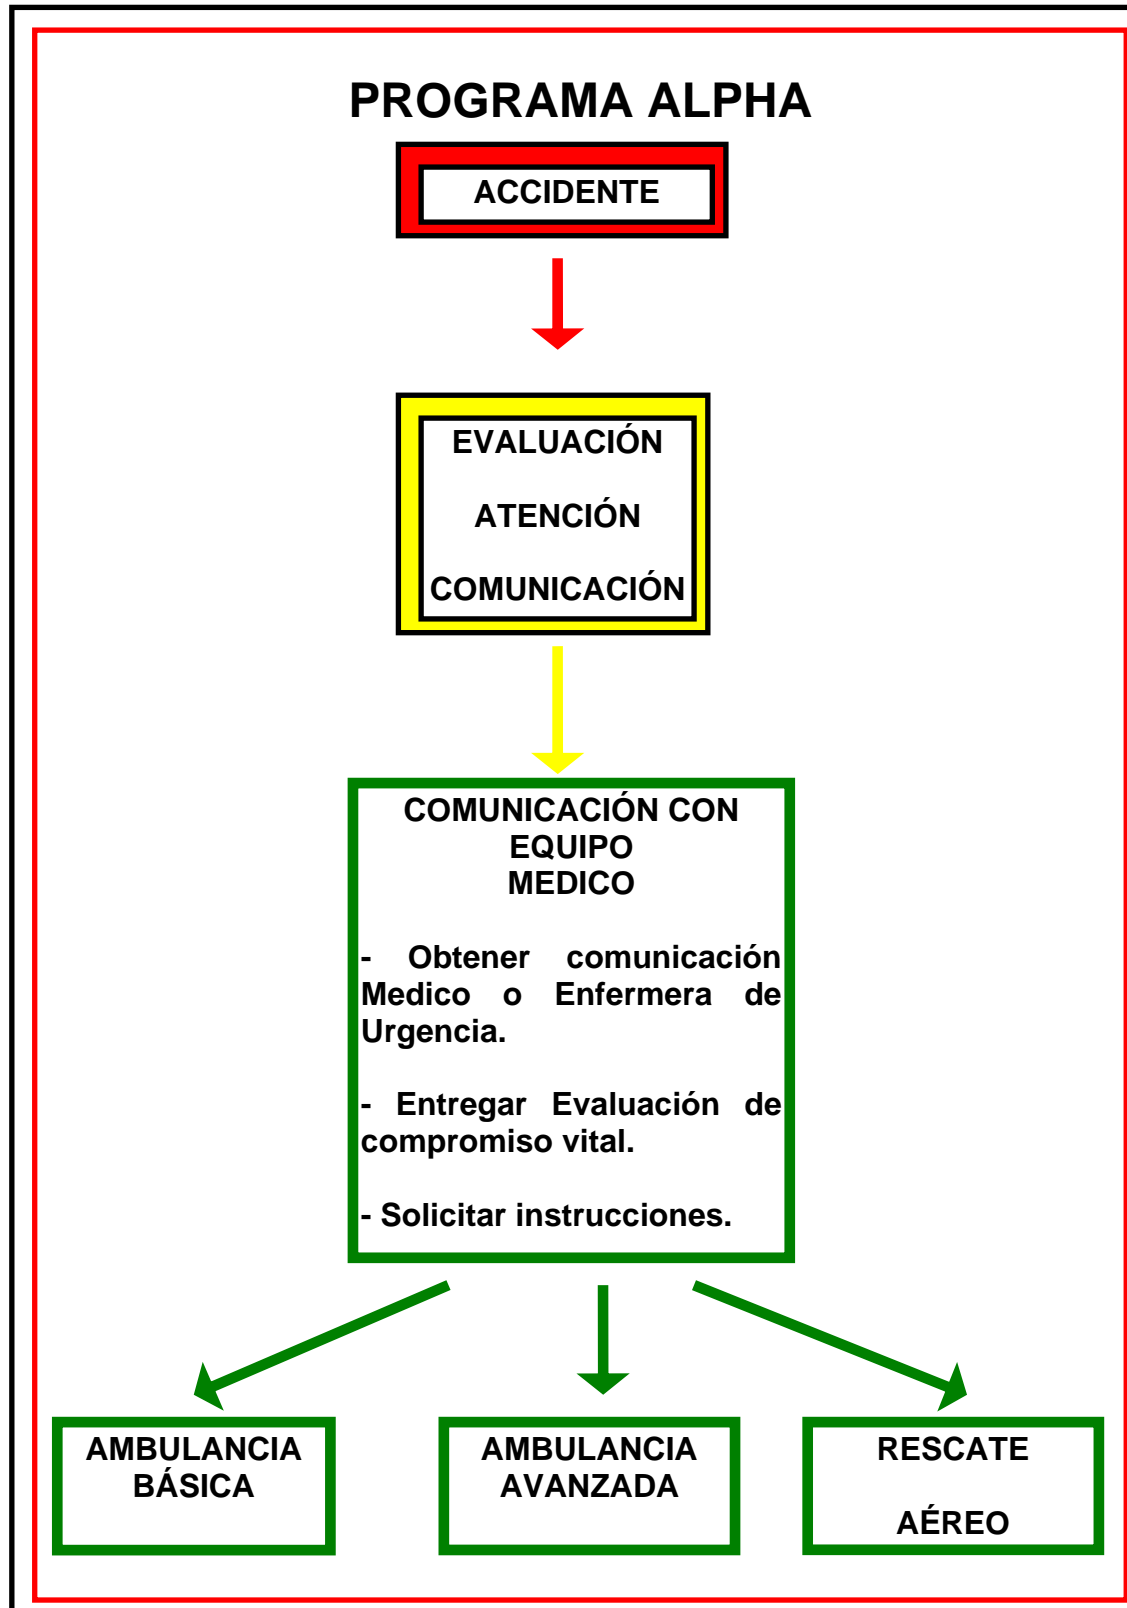 PROGRAMA ALPHA
ACCIDENTE
EVALUACIÓN
ATENCIÓN
COMUNICACIÓN
COMUNICACIÓN CON
EQUIPO
MEDICO
- Obtener comunicación
Medico o Enfermera de
Urgencia.
- Entregar Evaluación de
compromiso vital.
- Solicitar instrucciones.
AMBULANCIA
BÁSICA
AMBULANCIA
AVANZADA
RESCATE
AÉREO